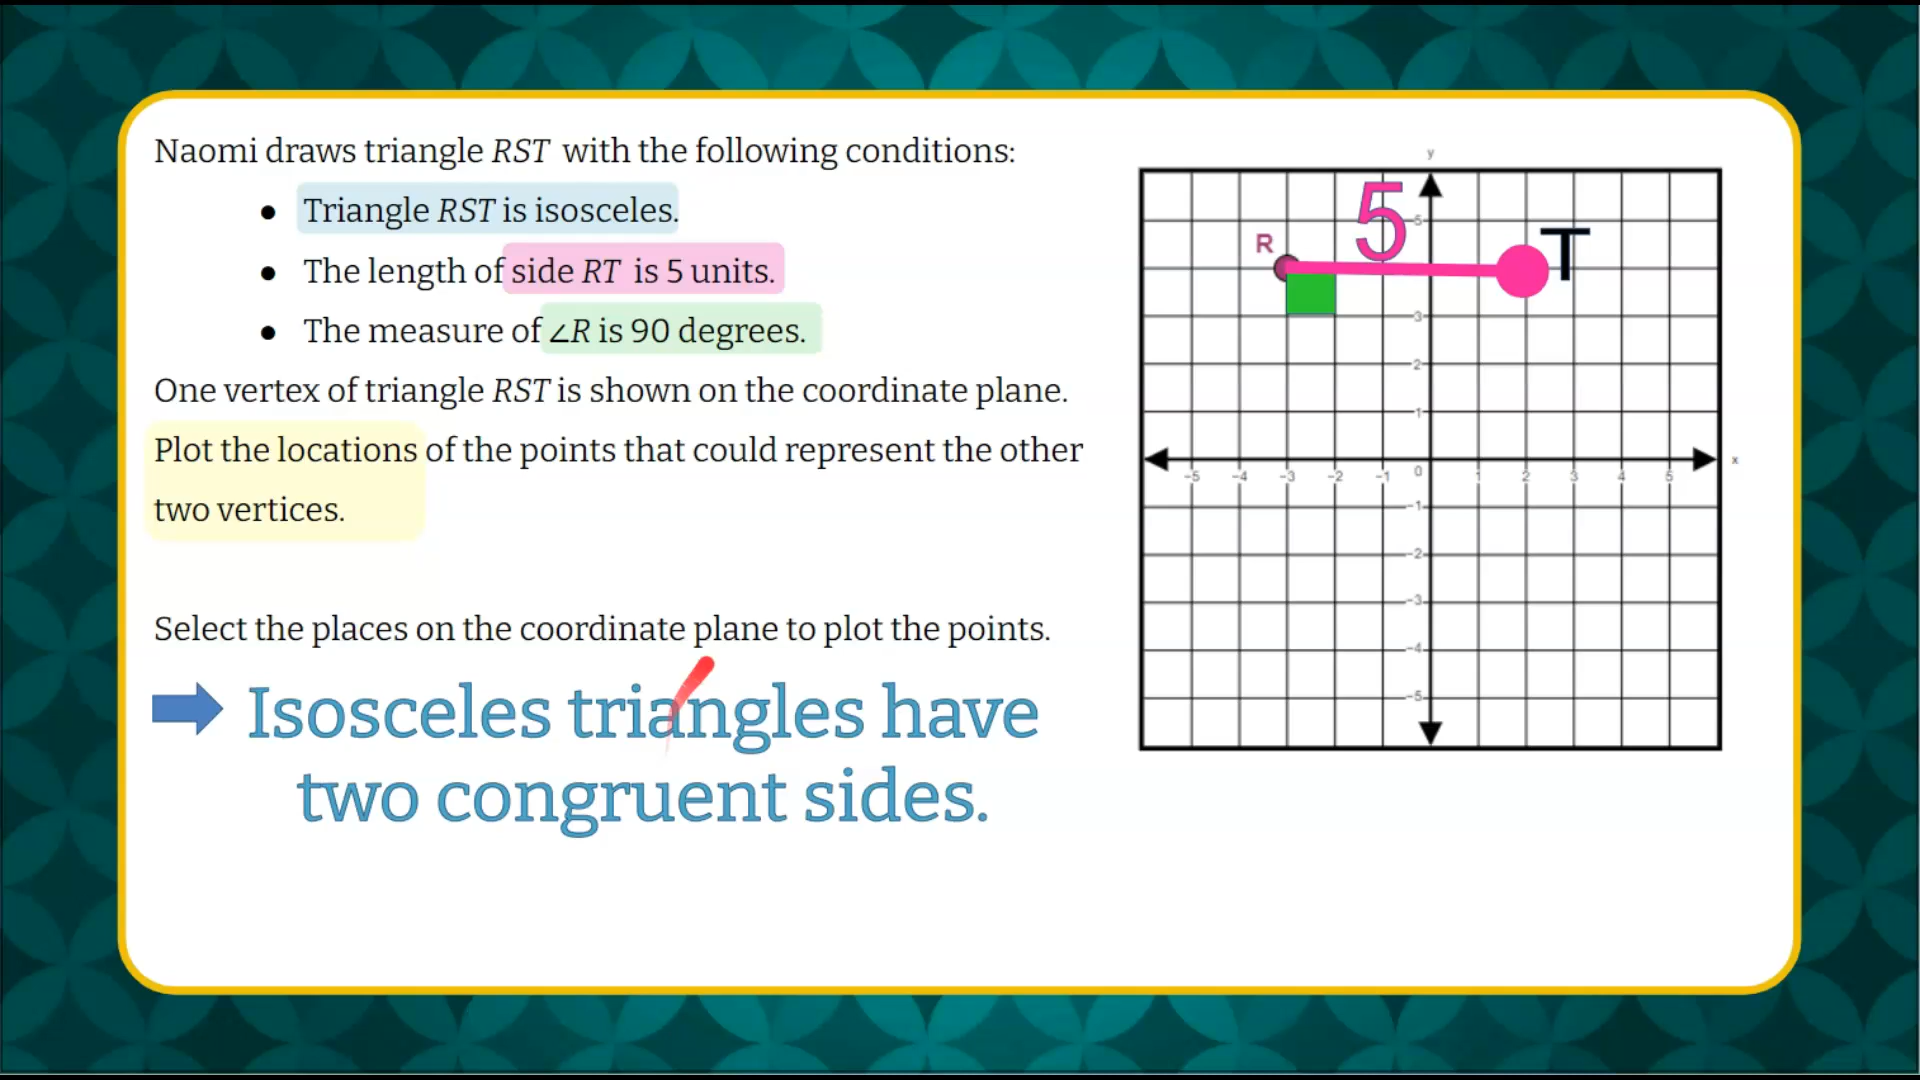 Naomi draws triangle RST with the following conditions:
● Triangle RST is isosceles.
● The length of side RT is 5 units.
● The measure of ∠R is 90 degrees.
One vertex of triangle RST is shown on the coordinate plane.
Plot the locations of the points that could represent the other
two vertices.
Select the places on the coordinate plane to plot the points.
Isosceles triangles have
two congruent sides.
y
5
5
R
T
3
2
1
-5 -4 -3 -2 -1 0 1 2 3 4 5 x
-1
-2
-3
-4
-5